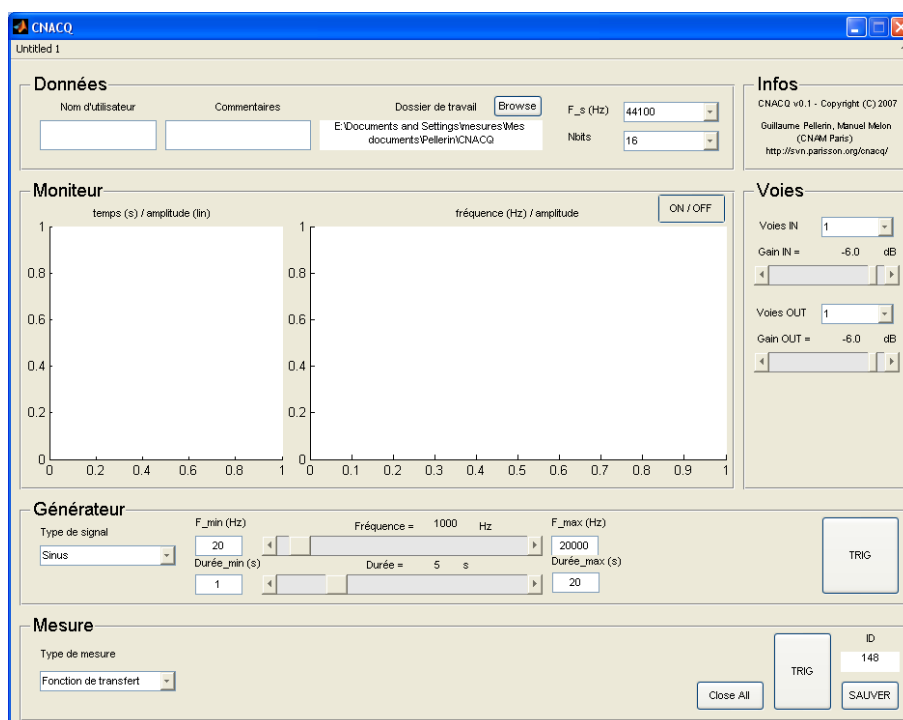 CNACQ
Untitled 1
Données
Nom d'utilisateur
Commentaires
Dossier de travail
Browse
E:\Documents and Settings\mesures\Mes
documents\Pellerin\CNACQ
F_s (Hz)
44100
Nbits
16
Infos
CNACQ v0.1 - Copyright (C) 2007
Guillaume Pellerin, Manuel Melon
(CNAM Paris)
http://svn.parisson.org/cnacq/
Moniteur
temps (s) / amplitude (lin)
1
0.8
0.6
0.4
0.2
0
0 0.2 0.4 0.6 0.8 1
fréquence (Hz) / amplitude
ON / OFF
1
0.8
0.6
0.4
0.2
0
0 0.1 0.2 0.3 0.4 0.5 0.6 0.7 0.8 0.9 1
Voies
Voies IN 1
Gain IN = -6.0 dB
Voies OUT 1
Gain OUT = -6.0 dB
Générateur
Type de signal
Sinus
F_min (Hz)
20
Fréquence = 1000 Hz
F_max (Hz)
20000
Durée_min (s)
1
Durée = 5 s
Durée_max (s)
20
TRIG
Mesure
Type de mesure
Fonction de transfert
Close All
TRIG
ID
148
SAUVER